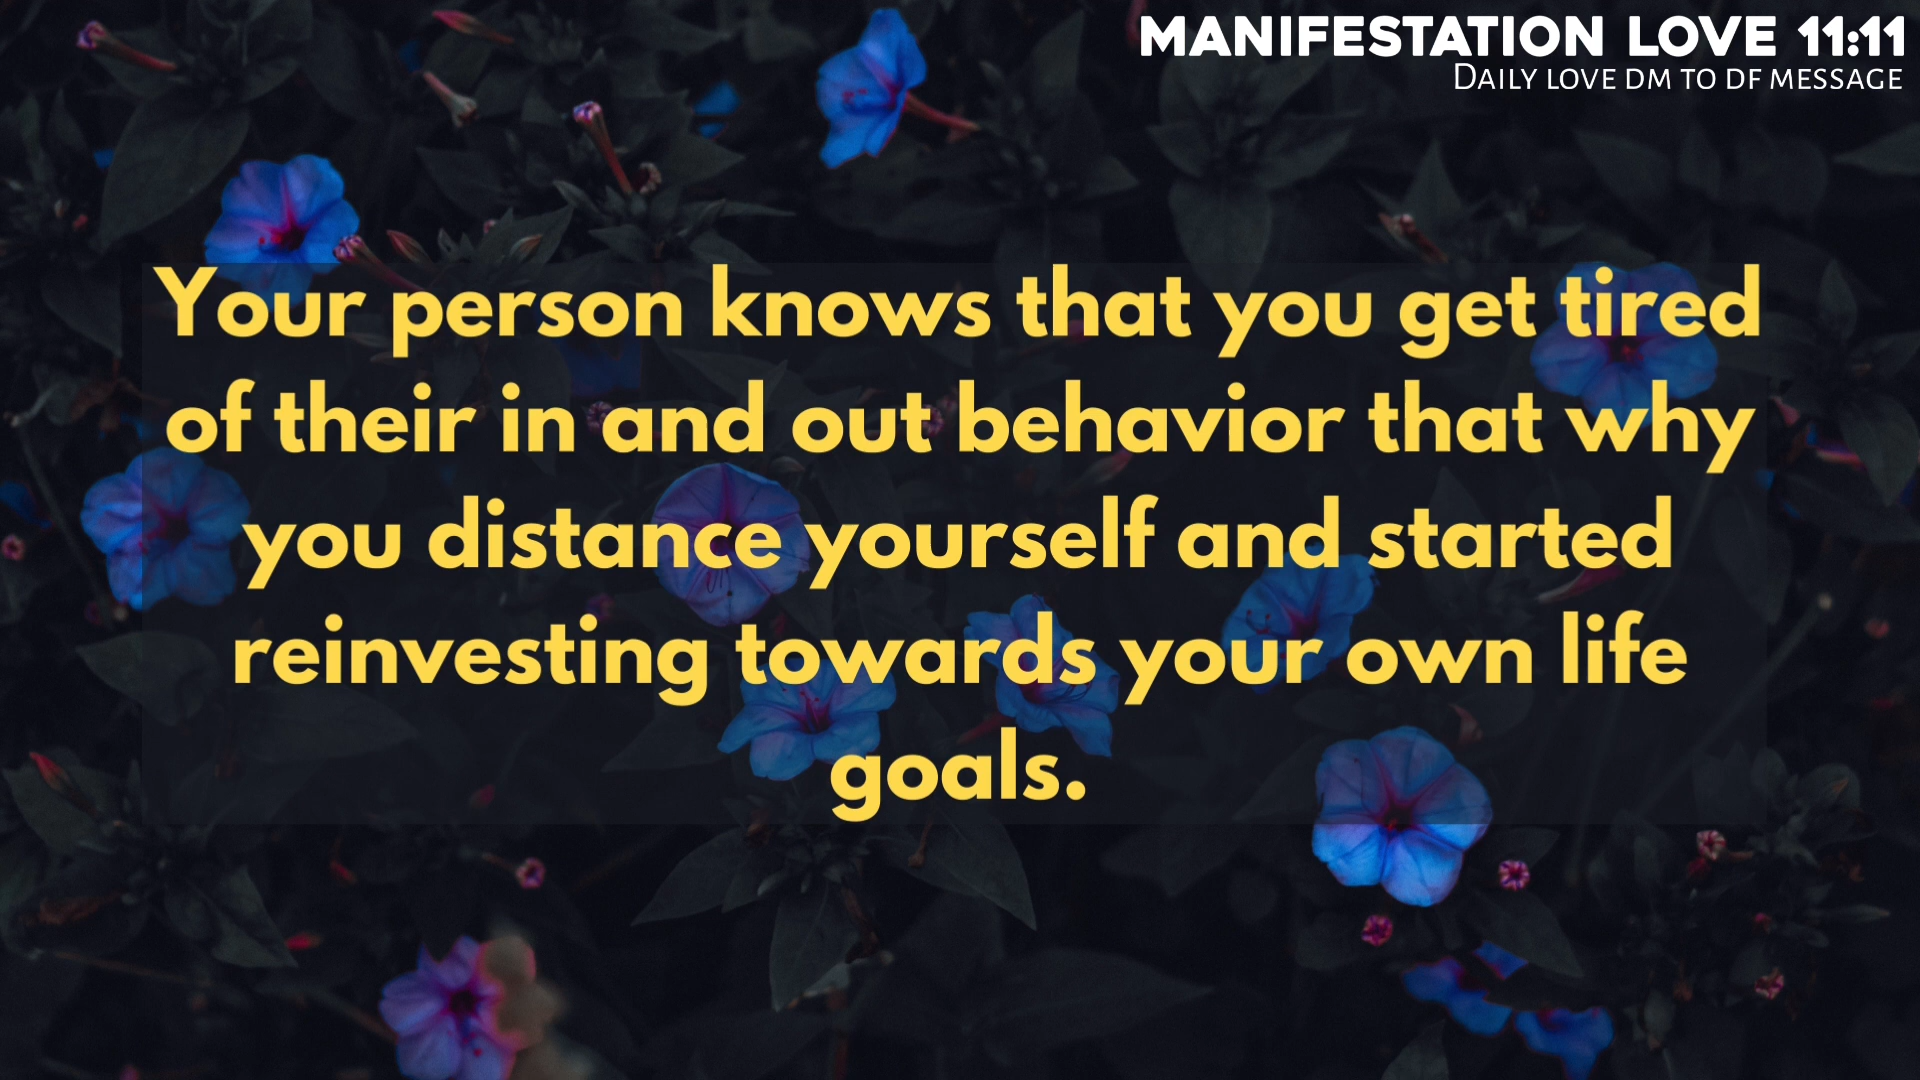 MANIFESTATION LOVE 11:11
DAILY LOVE DM TO DF MESSAGE
Your person knows that you get tired
of their in and out behavior that why
you distance yourself and started
reinvesting towards your own life
goals.